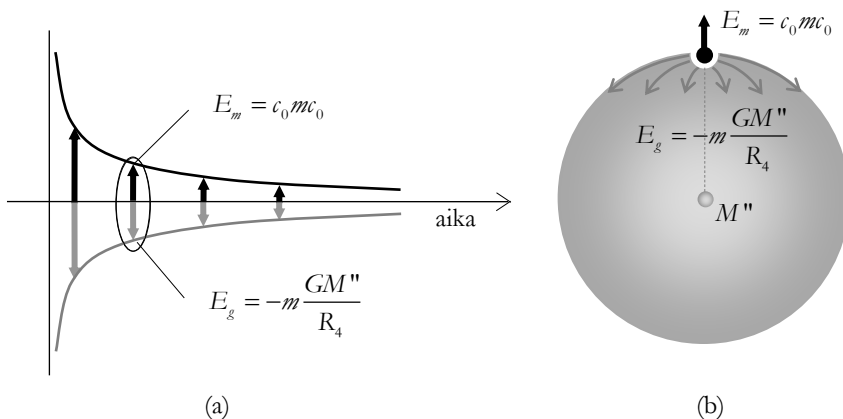 E_m = c_0mc_0
aika
E_g = −m GM" / R_4
(a)
E_m = c_0mc_0
E_g = −m GM" / R_4
M"
(b)